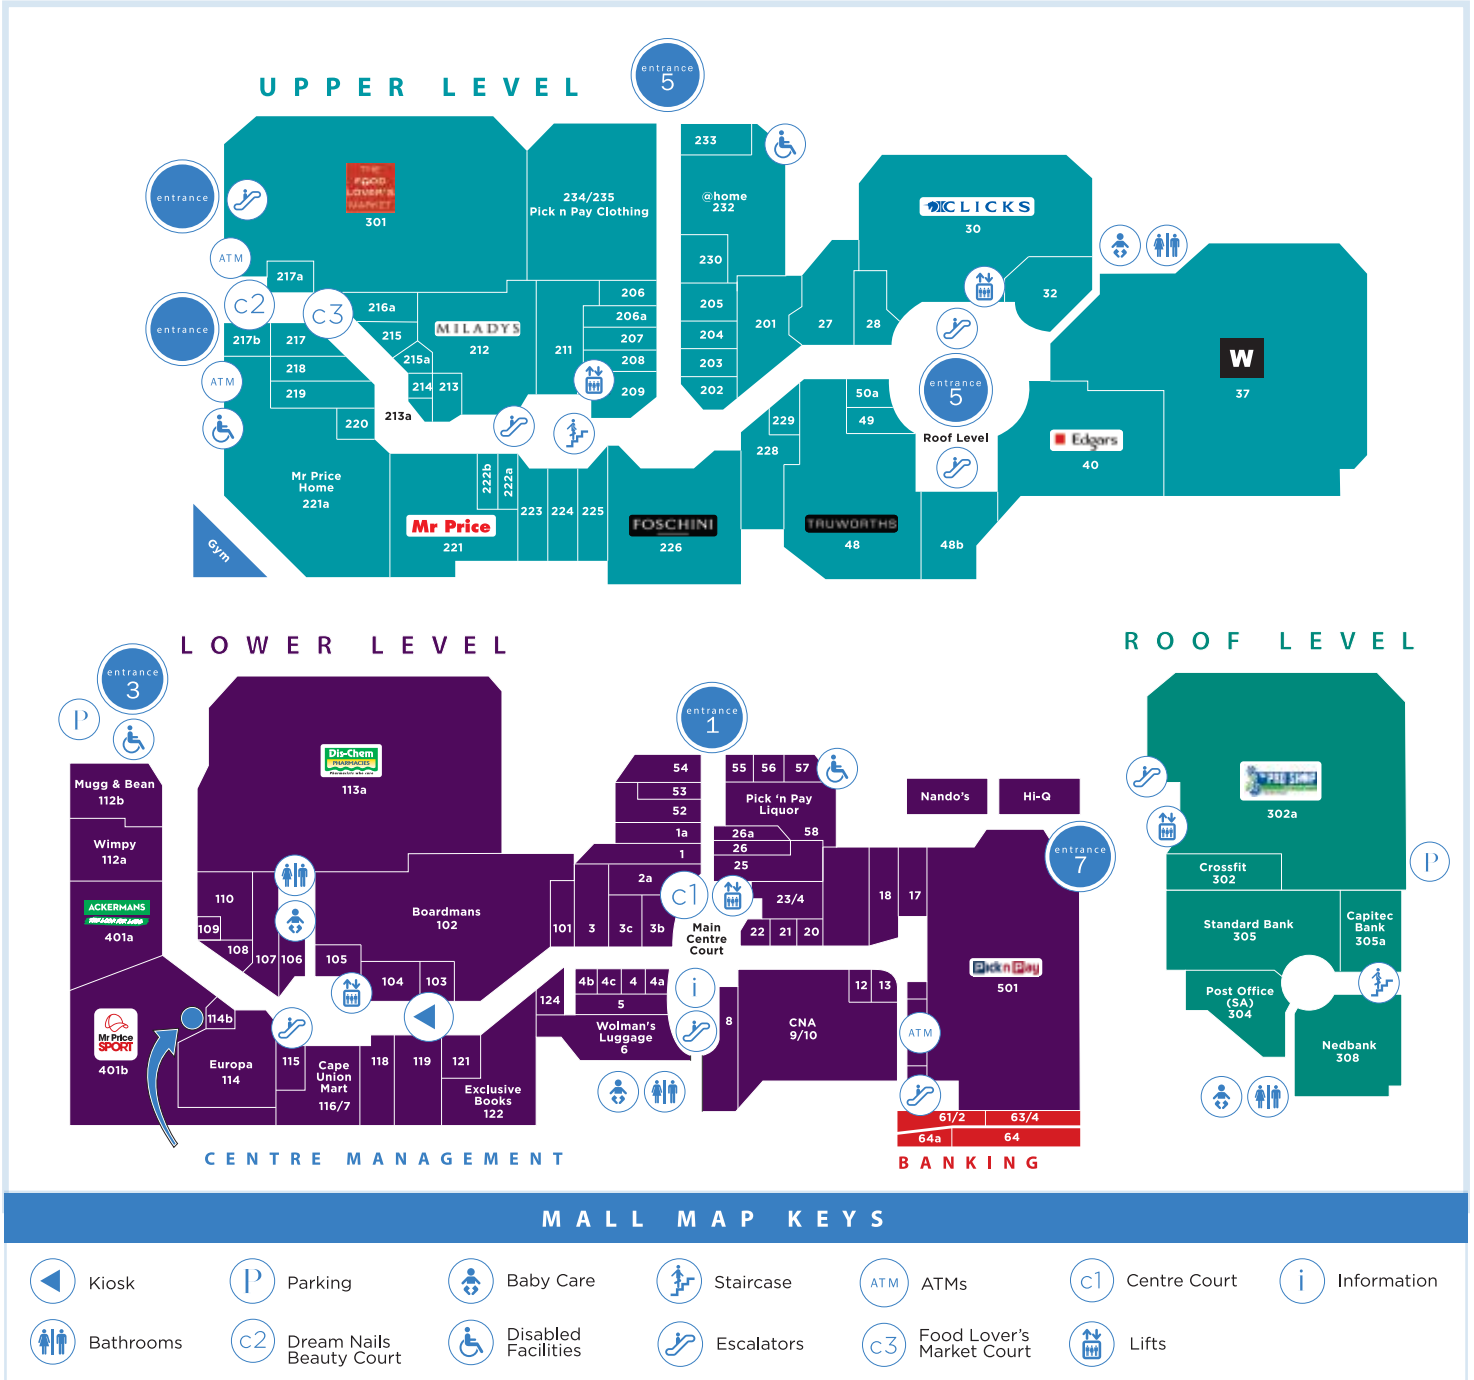 UPPER LEVEL
entrance
5
entrance
THE
FOOD
LOVER'S
MARKET
301
234/235
Pick n Pay Clothing
233
@home
232
CLICKS
30
ATM
217a
230
32
c2
c3
216a
206
205
201
27
28
entrance
206a
MILADYS
212
211
217b
217
215
207
204
215a
208
203
W
37
218
ATM
214
213
209
202
entrance
5
219
213a
50a
220
229
49
Roof Level
228
Edgars
40
Mr Price
Home
221a
222b
222a
223
224
225
Mr Price
221
FOSCHINI
226
TRUWORTHS
48
48b
Gym
LOWER LEVEL
ROOF LEVEL
entrance
3
P
entrance
1
Dis-Chem
PHARMACIES
113a
Mugg & Bean
112b
Wimpy
112a
54
53
52
1a
1
55
56
57
Pick 'n Pay
Liquor
58
26a
26
25
Nando's
Hi-Q
entrance
7
302a
P
Crossfit
302
ACKERMANS
401a
110
109
108
107
106
105
Boardmans
102
104
103
101
3
2a
3c
3b
c1
23/4
22
21
20
18
17
Main
Centre
Court
Standard Bank
305
Capitec
Bank
305a
Pick n Pay
501
124
4b
4c
4
4a
5
i
12
13
Post Office
(SA)
304
Mr Price
SPORT
401b
114b
Europa
114
115
Cape
Union
Mart
116/7
118
119
121
Exclusive
Books
122
Wolman's
Luggage
6
8
CNA
9/10
ATM
Nedbank
308
61/2
63/4
64a
64
CENTRE MANAGEMENT
BANKING
MALL MAP KEYS
Kiosk
P
Parking
Baby Care
Staircase
ATM
ATMs
c1
Centre Court
i
Information
Bathrooms
c2
Dream Nails
Beauty Court
Disabled
Facilities
Escalators
c3
Food Lover's
Market Court
Lifts